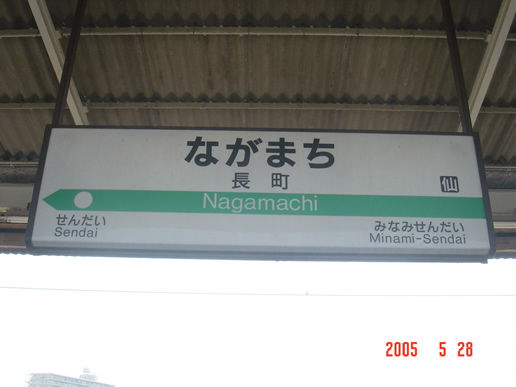 ながまち
長町
仙
Nagamachi
せんだい
Sendai
みなみせんだい
Minami-Sendai
2005 5 28